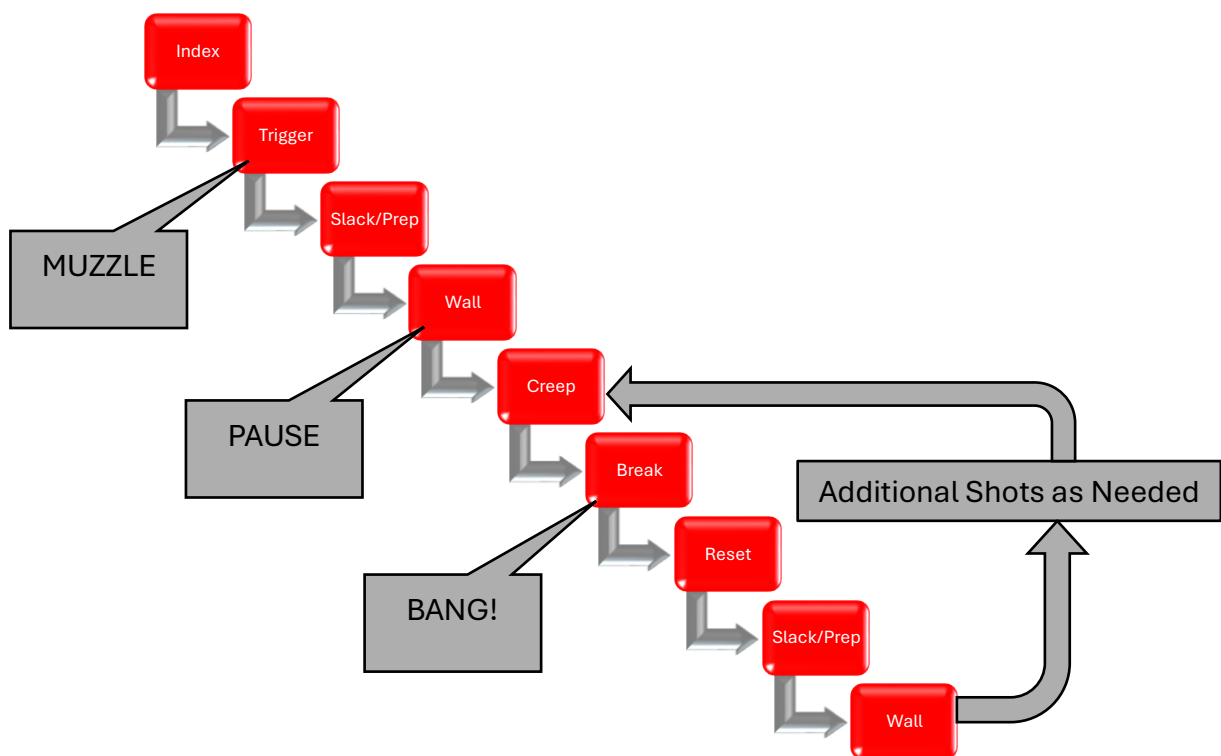 Index
Trigger
Slack/Prep
MUZZLE
Wall
Creep
PAUSE
Break
Additional Shots as Needed
Reset
BANG!
Slack/Prep
Wall